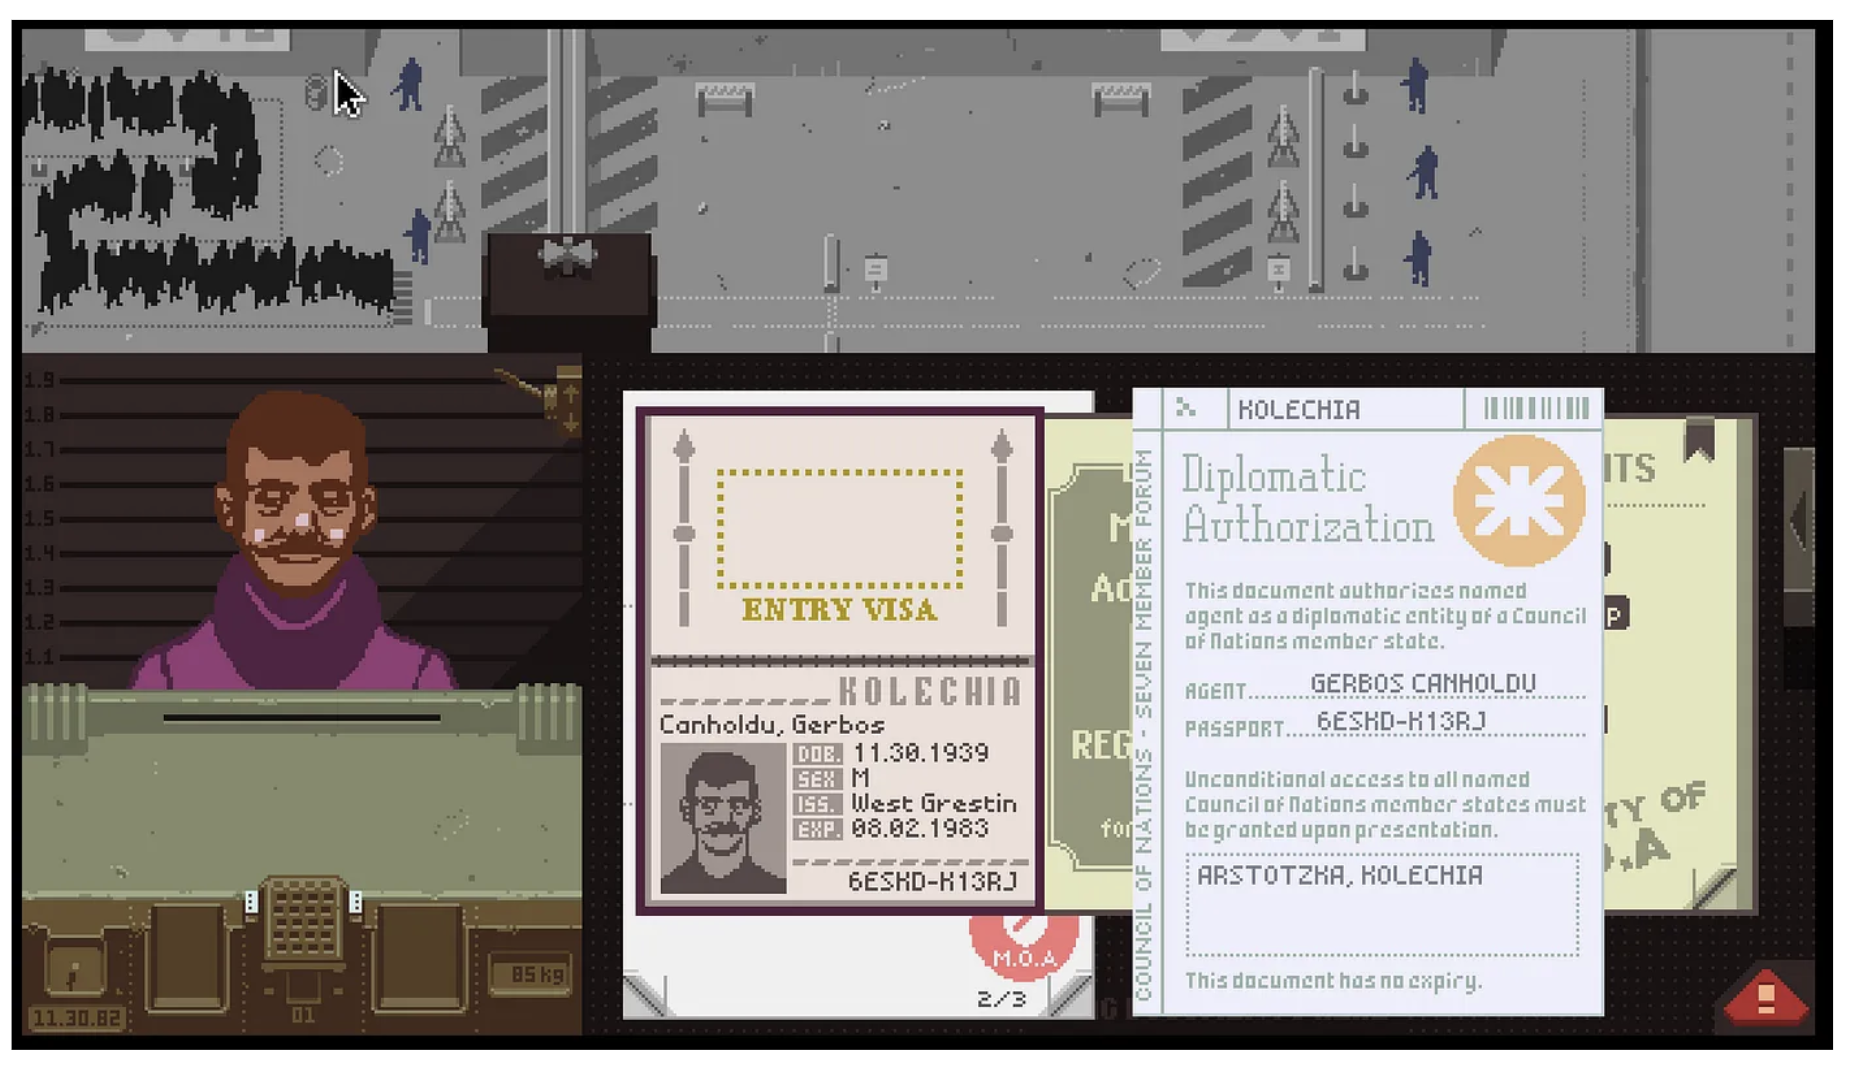 1.9
1.8
1.7
1.6
1.5
1.4
1.3
1.2
1.1
85 kg
11.30.82
01
ENTRY VISA
KOLECHIA
Canholdu, Gerbos
DOB. 11.30.1939
SEX M
ISS. West Grestin
EXP. 08.02.1983
6ESKD-K13RJ
M.O.A
2/3
REG
for
KOLECHIA
COUNCIL OF NATIONS - SEVEN MEMBER FORUM
Diplomatic
Authorization
This document authorizes named
agent as a diplomatic entity of a Council
of Nations member state.
AGENT GERBOS CANHOLDU
PASSPORT 6ESKD-K13RJ
Unconditional access to all named
Council of Nations member states must
be granted upon presentation.
ARSTOTZKA, KOLECHIA
This document has no expiry.
ITS
P
TY OF
.A